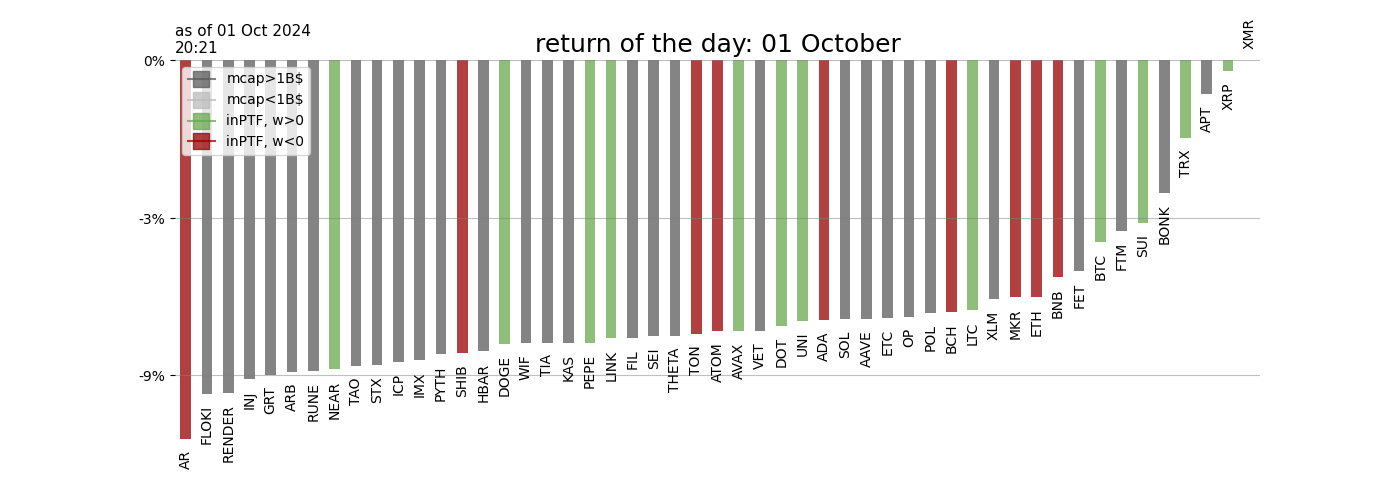 as of 01 Oct 2024
20:21
return of the day: 01 October
XMR
0%
-3%
-9%
mcap>1B$
mcap<1B$
inPTF, w>0
inPTF, w<0
AR
FLOKI
RENDER
INJ
GRT
ARB
RUNE
NEAR
TAO
STX
ICP
IMX
PYTH
SHIB
HBAR
DOGE
WIF
TIA
KAS
PEPE
LINK
FIL
SEI
THETA
TON
ATOM
AVAX
VET
DOT
UNI
ADA
SOL
AAVE
ETC
OP
POL
BCH
LTC
XLM
MKR
ETH
BNB
FET
BTC
FTM
SUI
BONK
TRX
APT
XRP